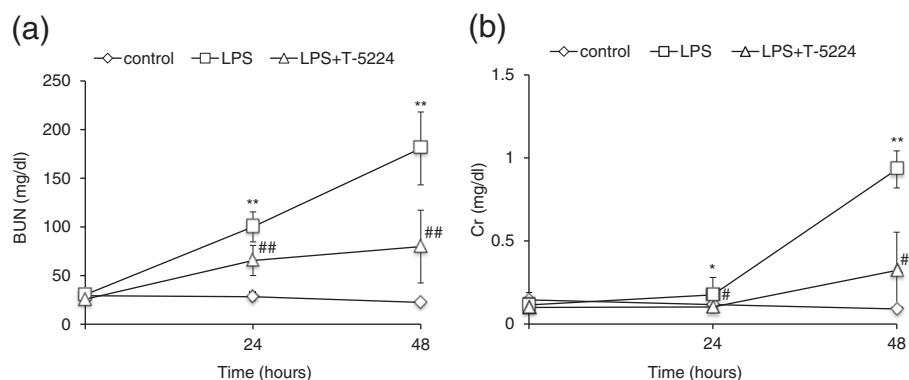 (a)
control LPS LPS+T-5224
250
200
150
100
50
0
BUN (mg/dl)
**
**
##
##
24 48
Time (hours)
(b)
control LPS LPS+T-5224
1.5
1
0.5
0
Cr (mg/dl)
**
*
#
#
24 48
Time (hours)